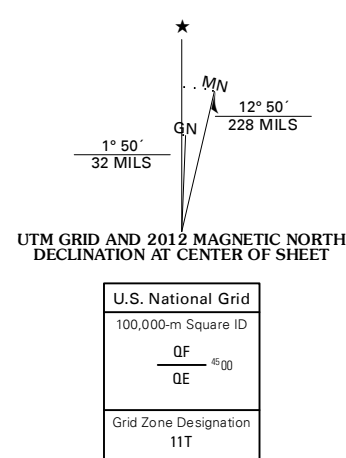 ★
MN
12° 50´
228 MILS
GN
1° 50´
32 MILS
UTM GRID AND 2012 MAGNETIC NORTH
DECLINATION AT CENTER OF SHEET
U.S. National Grid
100,000-m Square ID
QF
4500
QE
Grid Zone Designation
11T